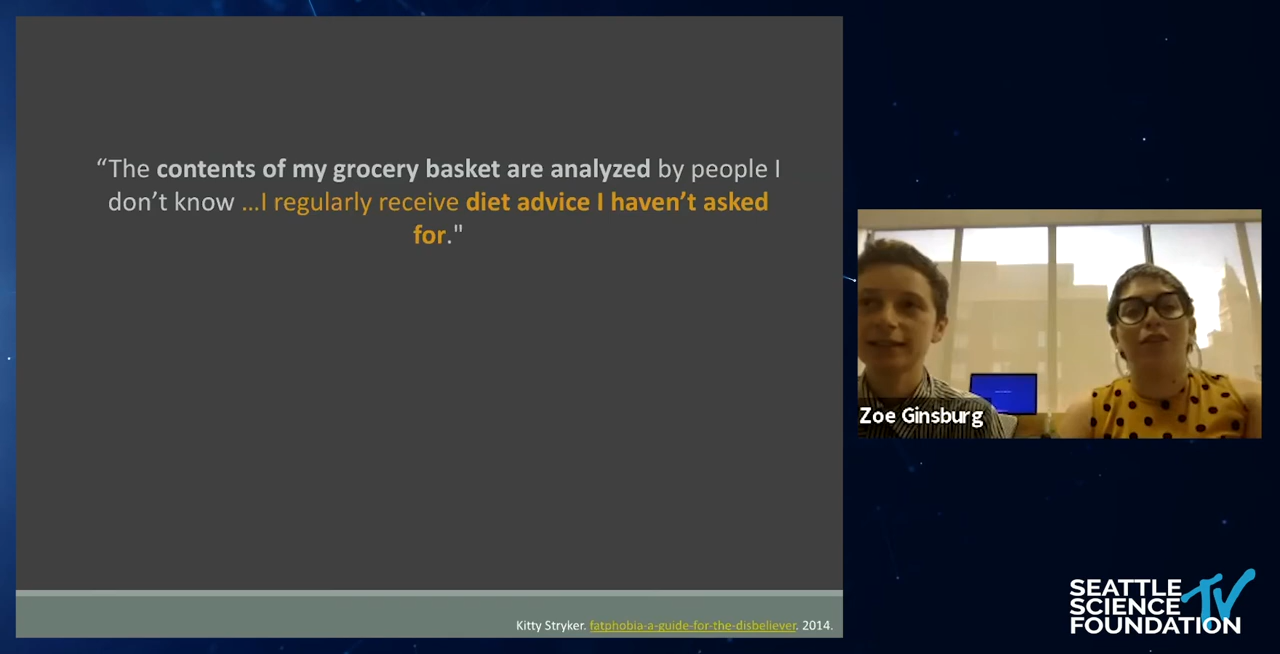 “The contents of my grocery basket are analyzed by people I
don’t know …I regularly receive diet advice I haven’t asked
for."
Kitty Stryker. fatphobia-a-guide-for-the-disbeliever. 2014.
Zoe Ginsburg
SEATTLE
SCIENCE TV
FOUNDATION